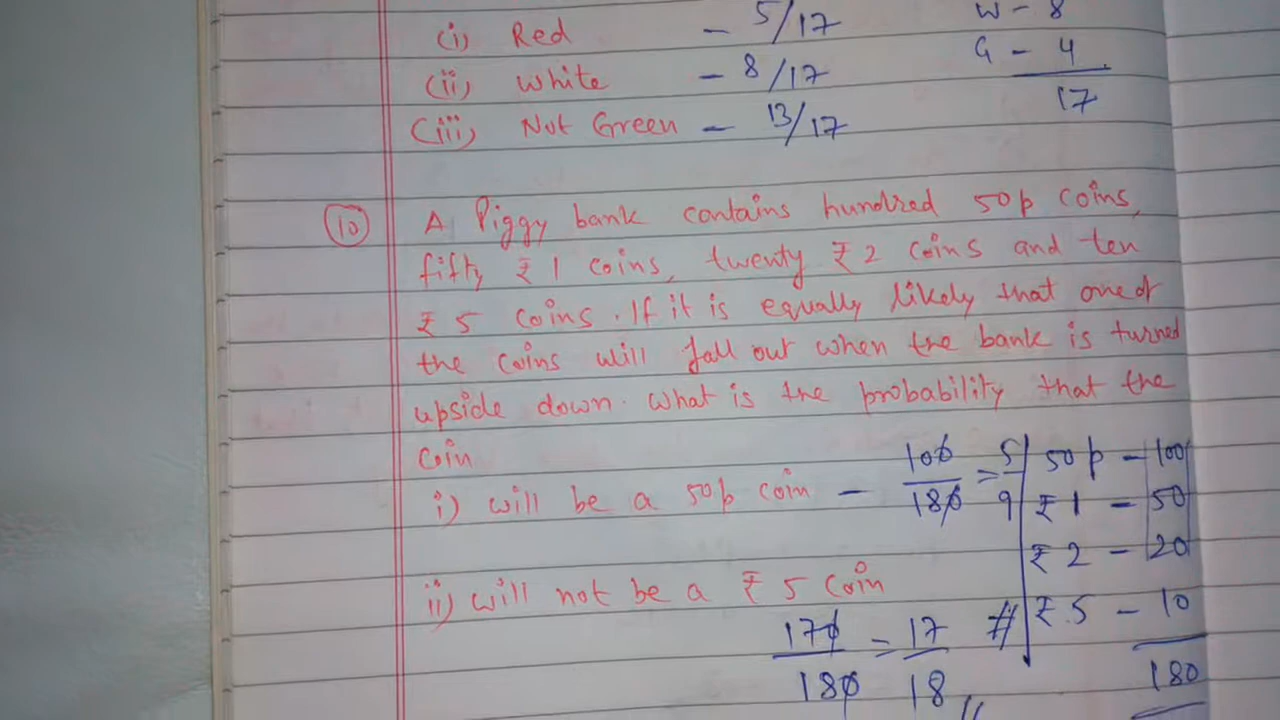 (i) Red - 5/17 W - 8
(ii) White - 8/17 G - 4
(iii) Not Green - 13/17 17
(10) A Piggy bank contains hundred 50p coins,
fifty ₹ 1 coins, twenty ₹ 2 coins and ten
₹ 5 coins. If it is equally likely that one of
the coins will fall out when the bank is turned
upside down. What is the probability that the
coin
i) will be a 50p coin - 100/180 = 5/9
50p - 100
₹ 1 - 50
₹ 2 - 20
ii) will not be a ₹ 5 coin
₹.5 - 10
170/180 = 17/18 //
#
180